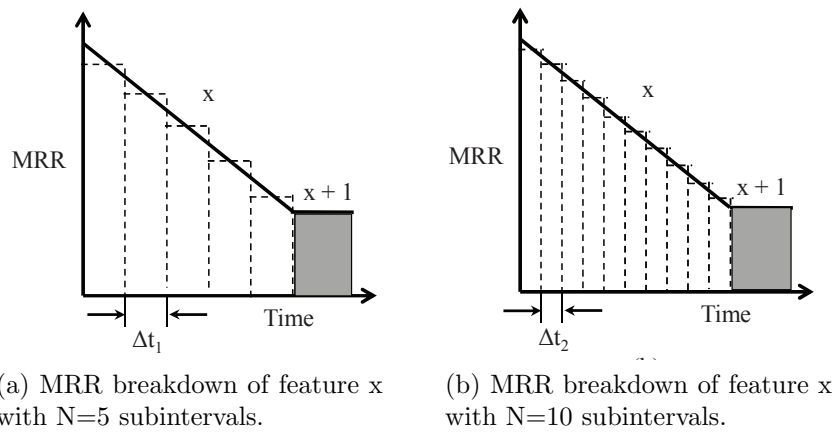 x
x + 1
MRR
Time
Δt₁
(a) MRR breakdown of feature x
with N=5 subintervals.
x
x + 1
MRR
Time
Δt₂
(b) MRR breakdown of feature x
with N=10 subintervals.